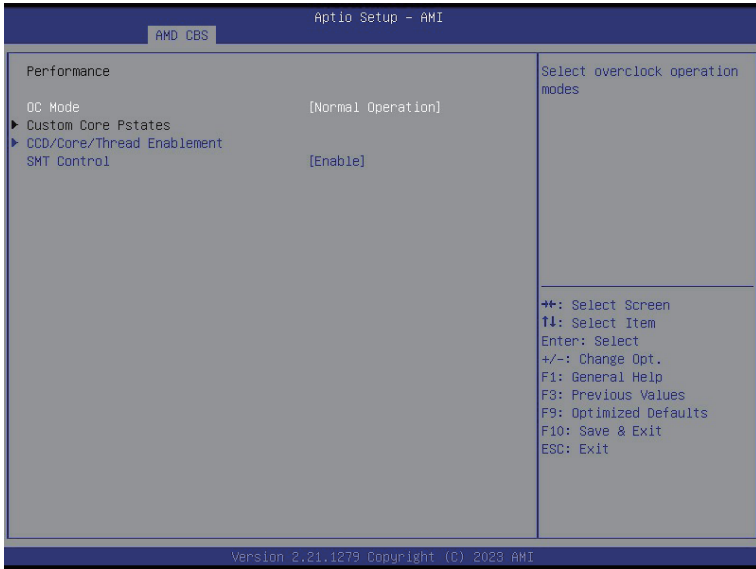 Aptio Setup – AMI
AMD CBS
Performance
OC Mode [Normal Operation]
Custom Core Pstates
CCD/Core/Thread Enablement
SMT Control [Enable]
Select overclock operation
modes
→←: Select Screen
↑↓: Select Item
Enter: Select
+/-: Change Opt.
F1: General Help
F3: Previous Values
F9: Optimized Defaults
F10: Save & Exit
ESC: Exit
Version 2.21.1279 Copyright (C) 2023 AMI